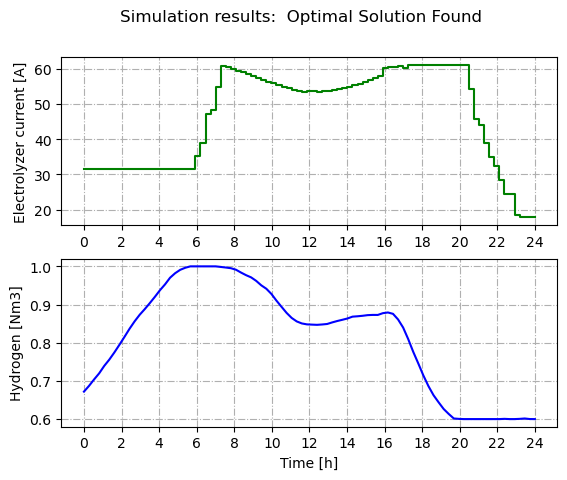 Simulation results:  Optimal Solution Found
Electrolyzer current [A]
60
50
40
30
20
0 2 4 6 8 10 12 14 16 18 20 22 24
Hydrogen [Nm3]
1.0
0.9
0.8
0.7
0.6
0 2 4 6 8 10 12 14 16 18 20 22 24
Time [h]